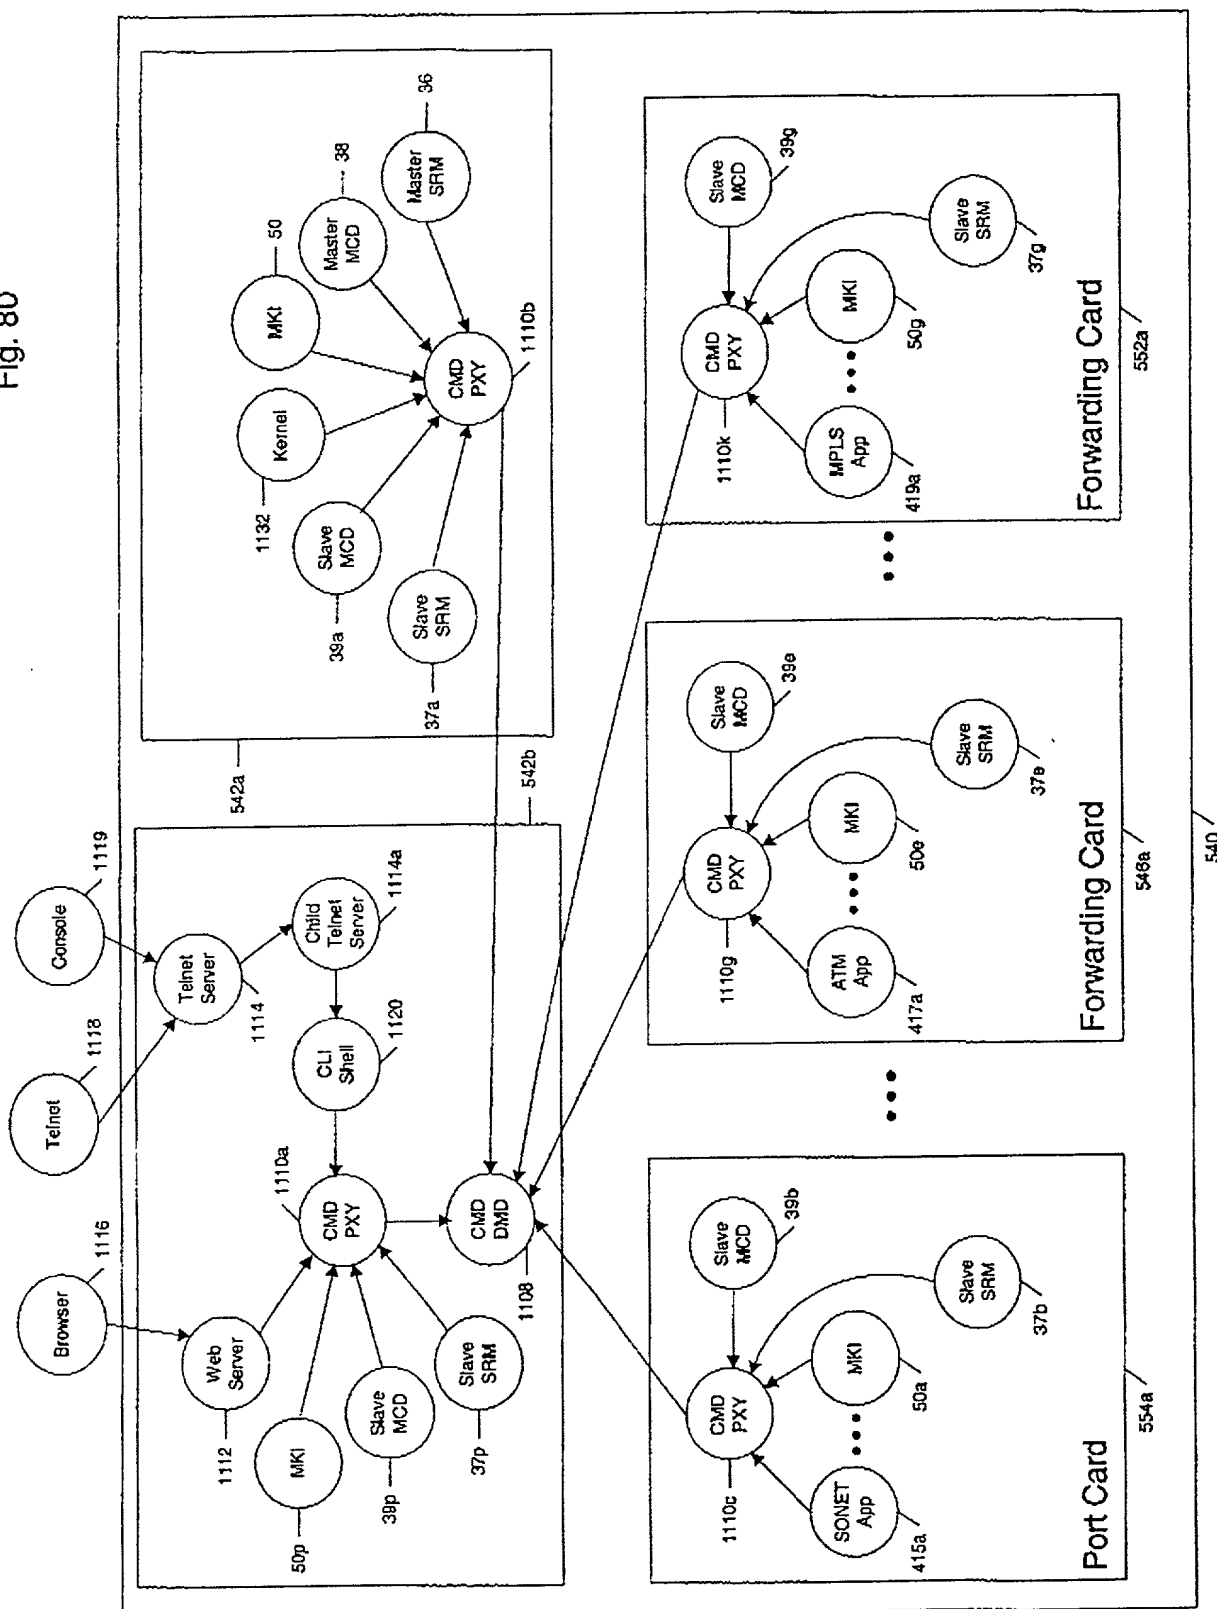 Fig. 80
Browser
1116
Telnet
1118
Console
1119
Web
Server
1112
Telnet
Server
1114
Child
Telnet
Server
1114a
CLI
Shell
1120
CMD
PXY
1110a
MKI
50p
Slave
MCD
39p
Slave
SRM
37p
CMD
DMD
1108
542b
542a
Slave
SRM
37a
Slave
MCD
39a
Kernel
1132
MKI
50
Master
MCD
38
Master
SRM
36
CMD
PXY
1110b
Slave
MCD
39b
CMD
PXY
1110c
SONET
App
415a
MKI
50a
Slave
SRM
37b
Port Card
554a
Slave
MCD
39e
CMD
PXY
1110g
ATM
App
417a
MKI
50e
Slave
SRM
37e
Forwarding Card
546a
Slave
MCD
39g
CMD
PXY
1110k
MPLS
App
419a
MKI
50g
Slave
SRM
37g
Forwarding Card
552a
540